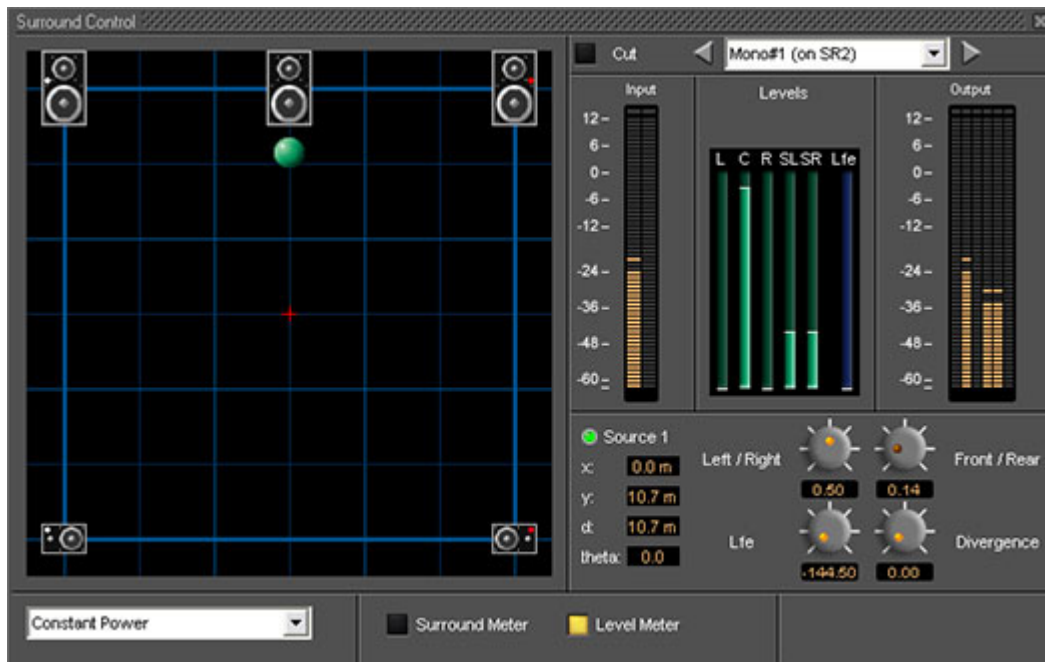 Surround Control
Cut
Mono#1 (on SR2)
Input
Levels
Output
12
6
0
-6
-12
-24
-36
-48
-60
L C R SL SR Lfe
12
6
0
-6
-12
-24
-36
-48
-60
Source 1
x: 0.0 m
y: 10.7 m
d: 10.7 m
theta: 0.0
Left / Right
0.50
0.14
Front / Rear
Lfe
-144.50
0.00
Divergence
Constant Power
Surround Meter
Level Meter